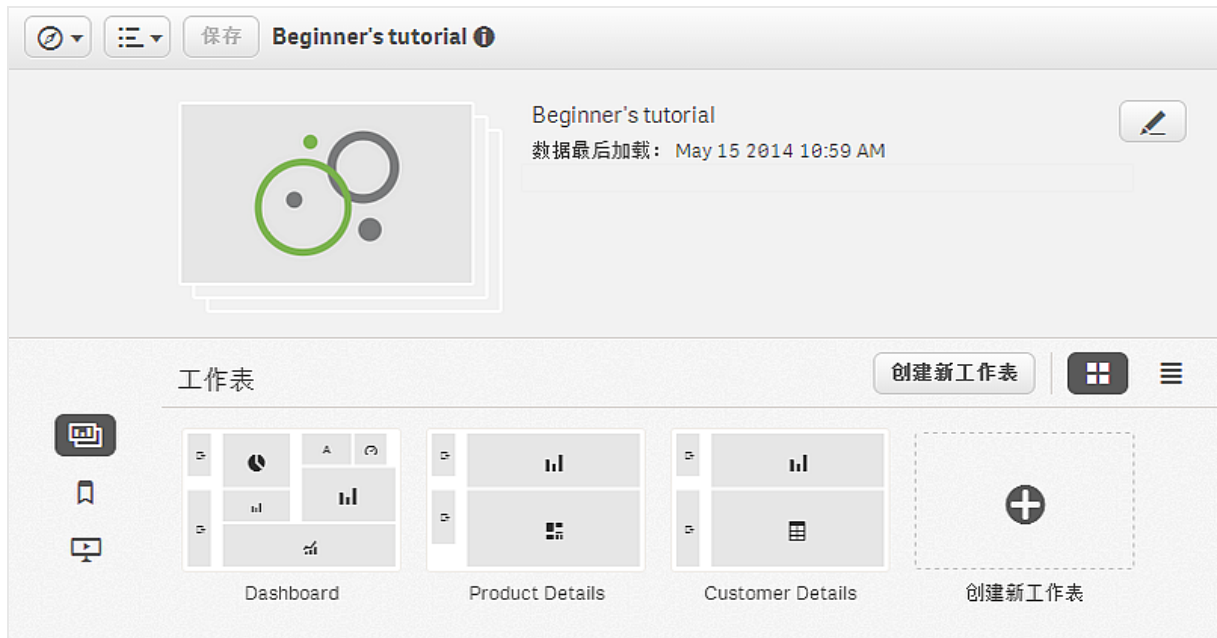 保存 Beginner's tutorial
Beginner's tutorial
数据最后加载: May 15 2014 10:59 AM
工作表 创建新工作表
Dashboard Product Details Customer Details 创建新工作表